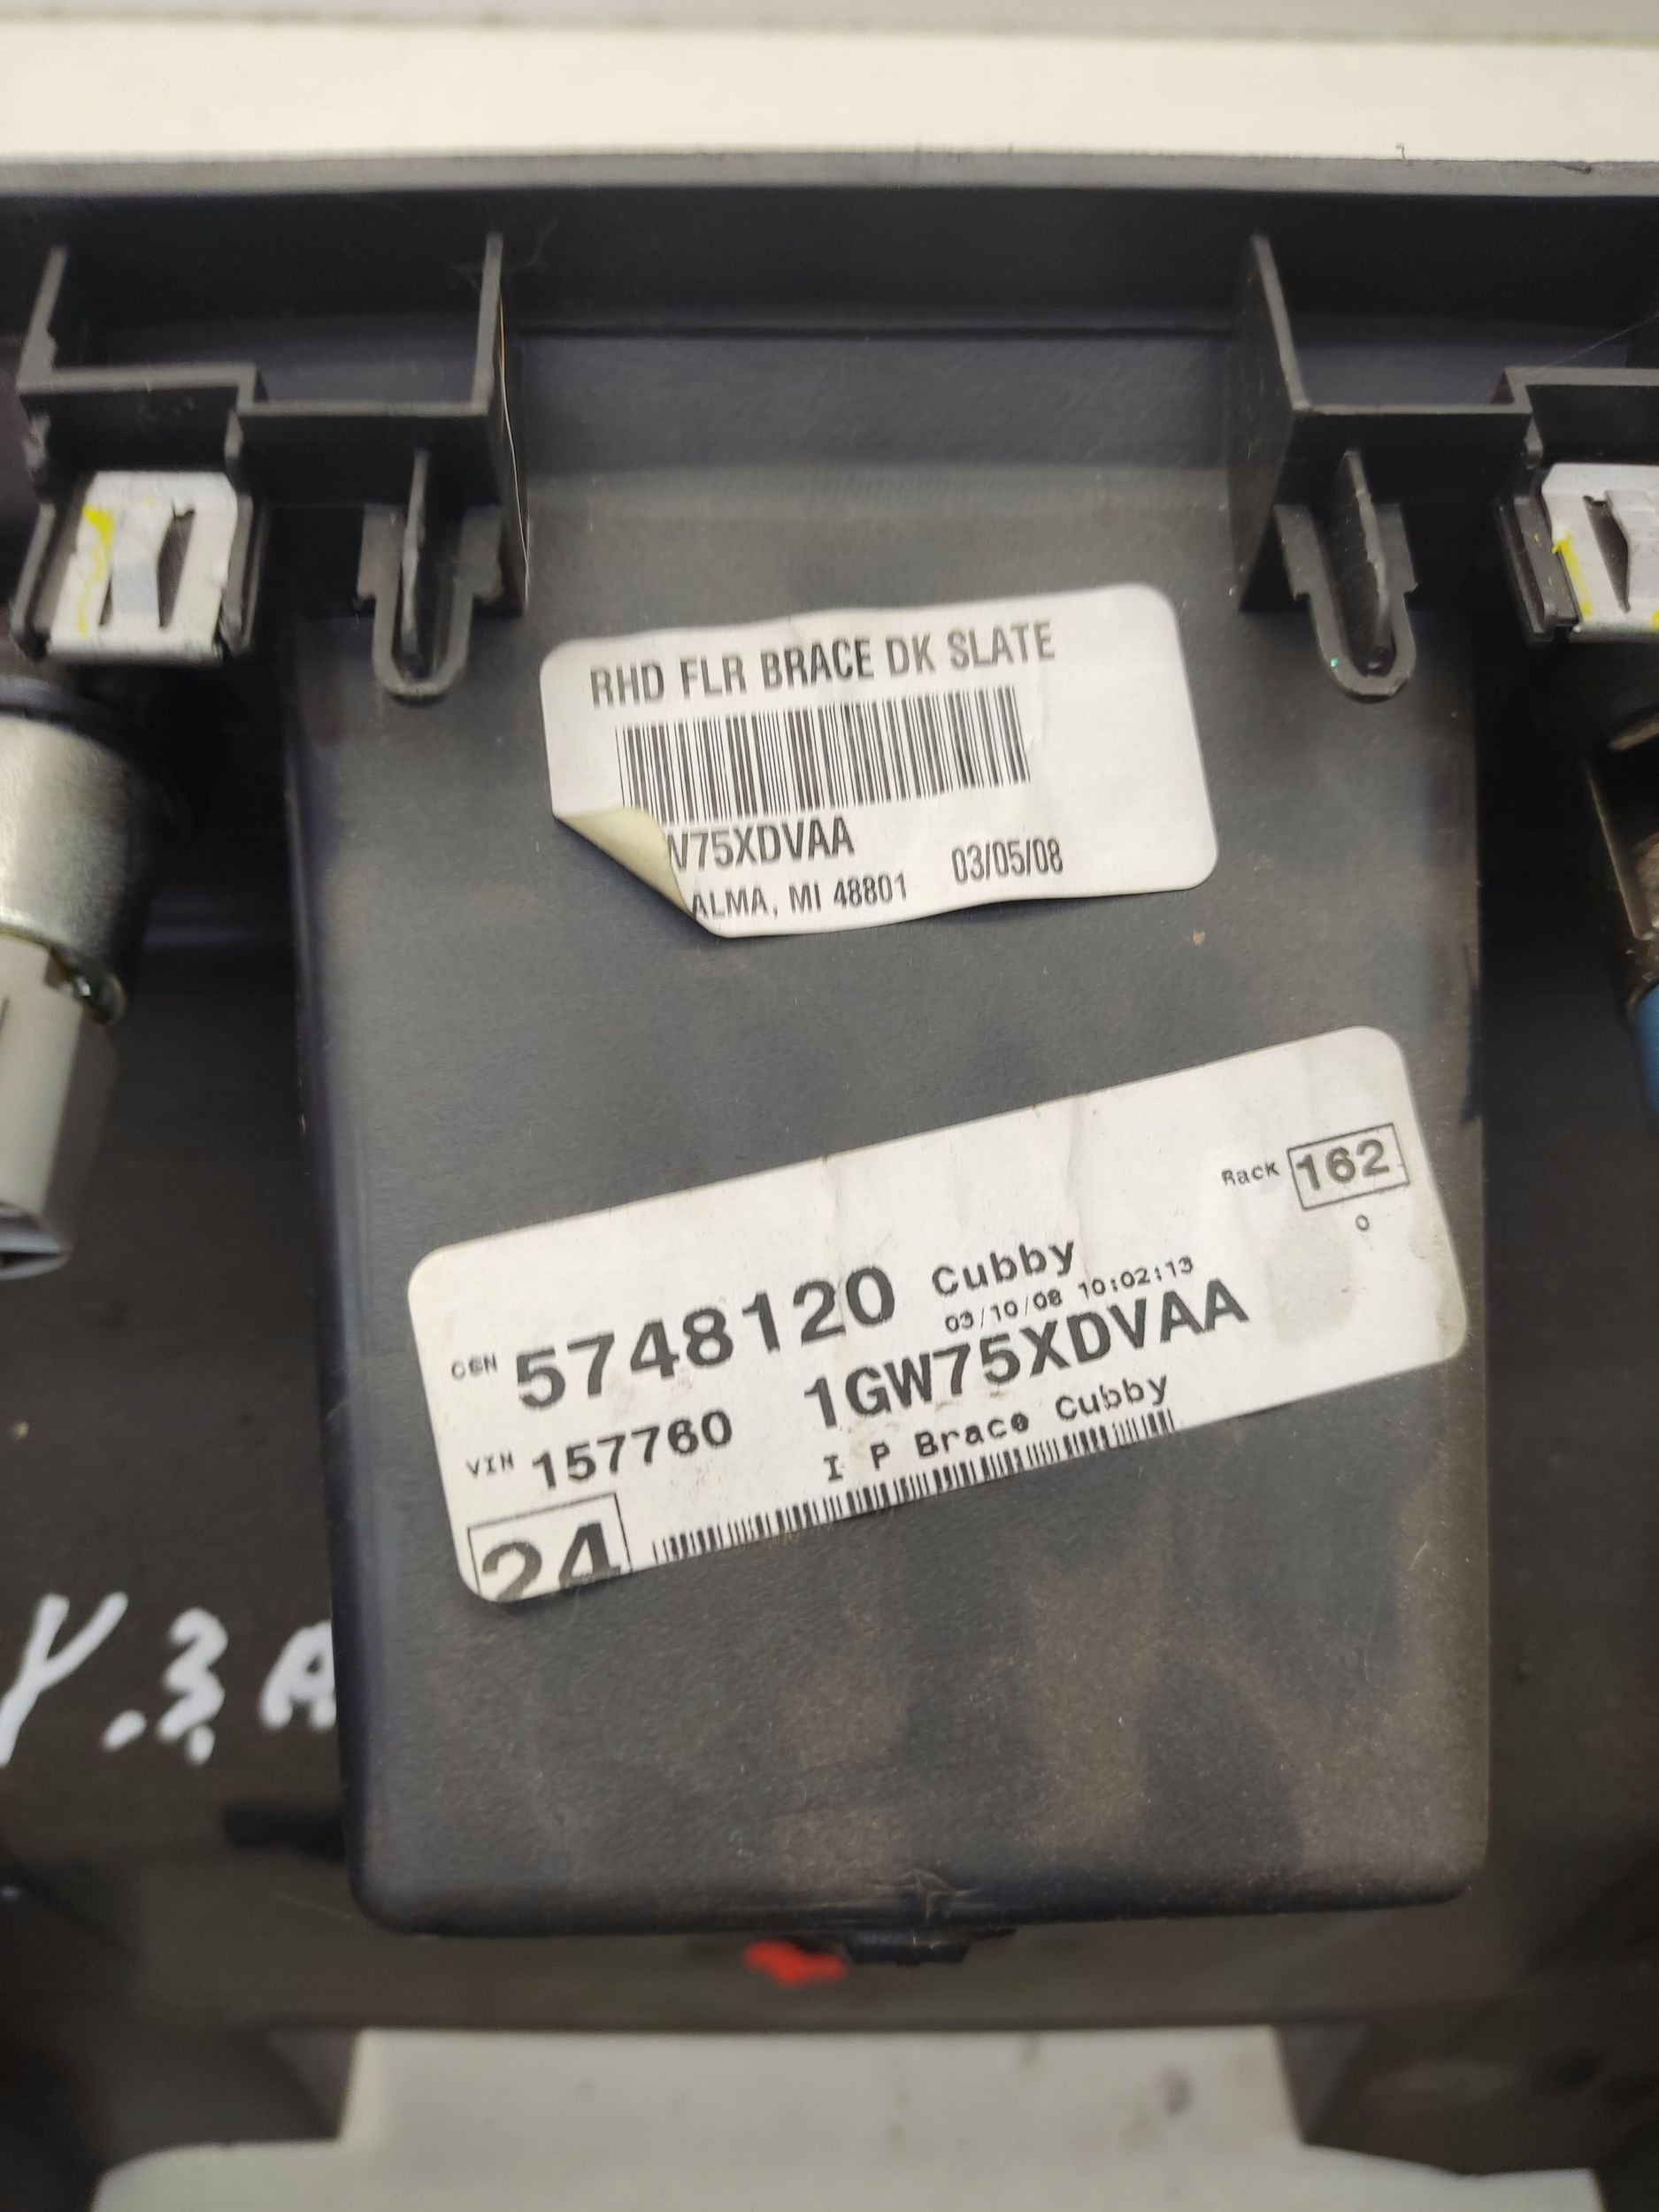 RHD FLR BRACE DK SLATE
W75XDVAA
ALMA, MI 48801 03/05/08
Rack 162
0
CSN 5748120 Cubby
03/10/08 10:02:13
VIN 157760 1GW75XDVAA
I P Brace Cubby
24